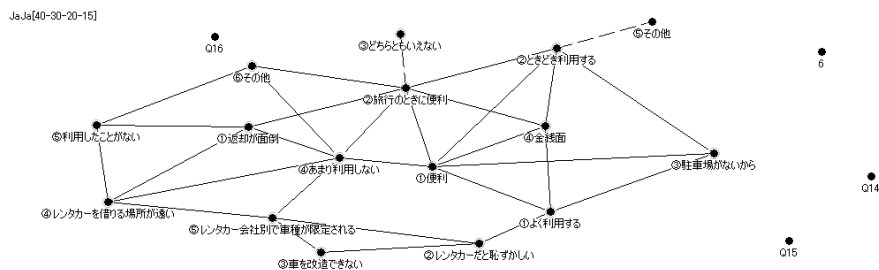 JaJa[40-30-20-15]
⑤その他
Q16
③どちらともいえない
②ときどき利用する
6
⑥その他
②旅行のときに便利
⑤利用したことがない
①返却が面倒
④金銭面
④あまり利用しない
①便利
③駐車場がないから
Q14
④レンタカーを借りる場所が遠い
①よく利用する
⑤レンタカー会社別で車種が限定される
②レンタカーだと恥ずかしい
Q15
③車を改造できない